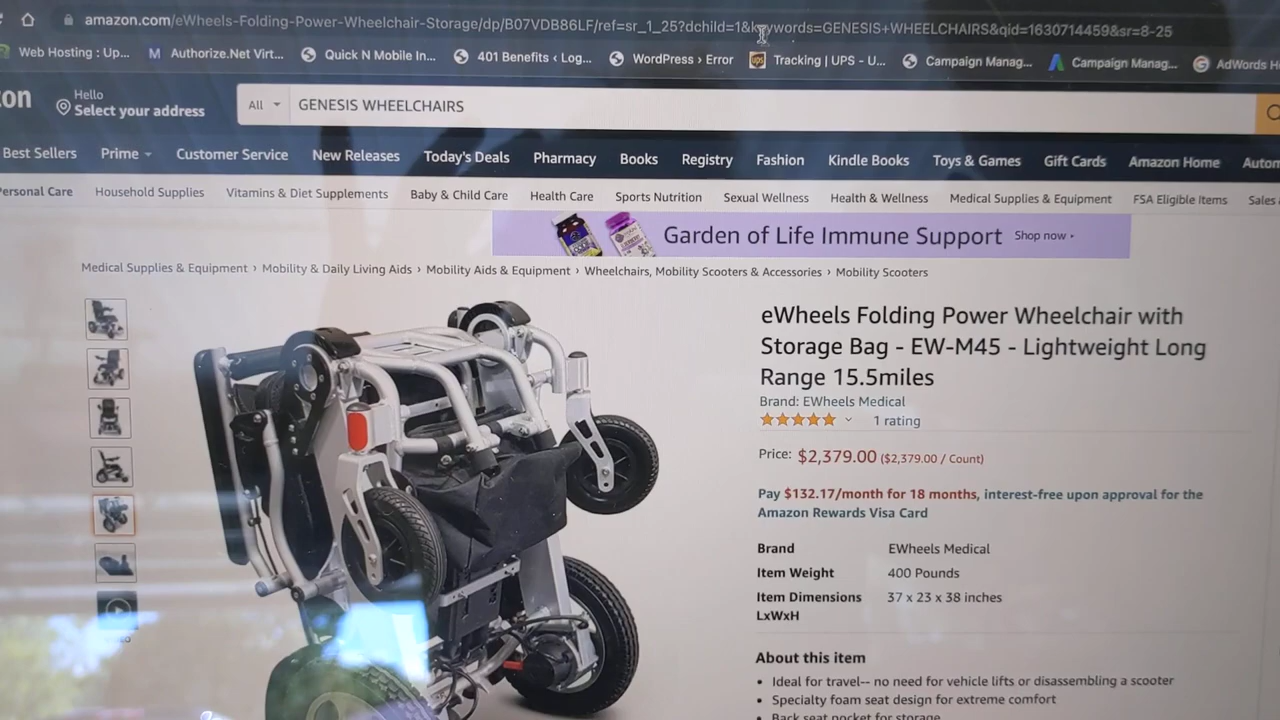 amazon.com/eWheels-Folding-Power-Wheelchair-Storage/dp/B07VDB86LF/ref=sr_1_25?dchild=1&keywords=GENESIS+WHEELCHAIRS&qid=1630714459&sr=8-25
Web Hosting : Up... Authorize.Net Virt... Quick N Mobile In... 401 Benefits ‹ Log... WordPress › Error Tracking | UPS - U... Campaign Manag... Campaign Manag... AdWords H
on Hello
Select your address
All GENESIS WHEELCHAIRS
Best Sellers Prime Customer Service New Releases Today's Deals Pharmacy Books Registry Fashion Kindle Books Toys & Games Gift Cards Amazon Home Autom
ersonal Care Household Supplies Vitamins & Diet Supplements Baby & Child Care Health Care Sports Nutrition Sexual Wellness Health & Wellness Medical Supplies & Equipment FSA Eligible Items Sales
Garden of Life Immune Support Shop now ›
Medical Supplies & Equipment › Mobility & Daily Living Aids › Mobility Aids & Equipment › Wheelchairs, Mobility Scooters & Accessories › Mobility Scooters
eWheels Folding Power Wheelchair with
Storage Bag - EW-M45 - Lightweight Long
Range 15.5miles
Brand: EWheels Medical
1 rating
Price: $2,379.00 ($2,379.00 / Count)
Pay $132.17/month for 18 months, interest-free upon approval for the
Amazon Rewards Visa Card
Brand EWheels Medical
Item Weight 400 Pounds
Item Dimensions 37 x 23 x 38 inches
LxWxH
About this item
• Ideal for travel-- no need for vehicle lifts or disassembling a scooter
• Specialty foam seat design for extreme comfort
• Back seat pocket for storage